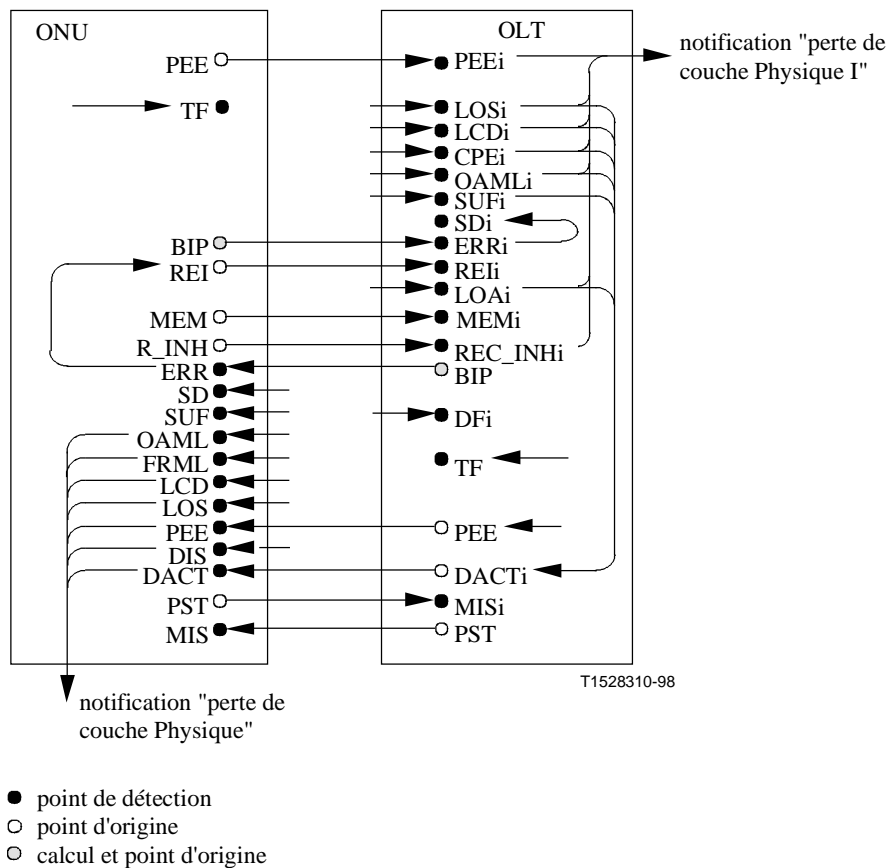 ONU
OLT
notification "perte de
couche Physique I"
PEE
PEEi
TF
LOSi
LCDi
CPEi
OAMLi
SUFi
SDi
BIP
ERRi
REI
REIi
LOAi
MEM
MEMi
R_INH
REC_INHi
ERR
BIP
SD
SUF
DFi
OAML
FRML
TF
LCD
LOS
PEE
PEE
DIS
DACT
DACTi
PST
MISi
MIS
PST
T1528310-98
notification "perte de
couche Physique"
point de détection
point d'origine
calcul et point d'origine